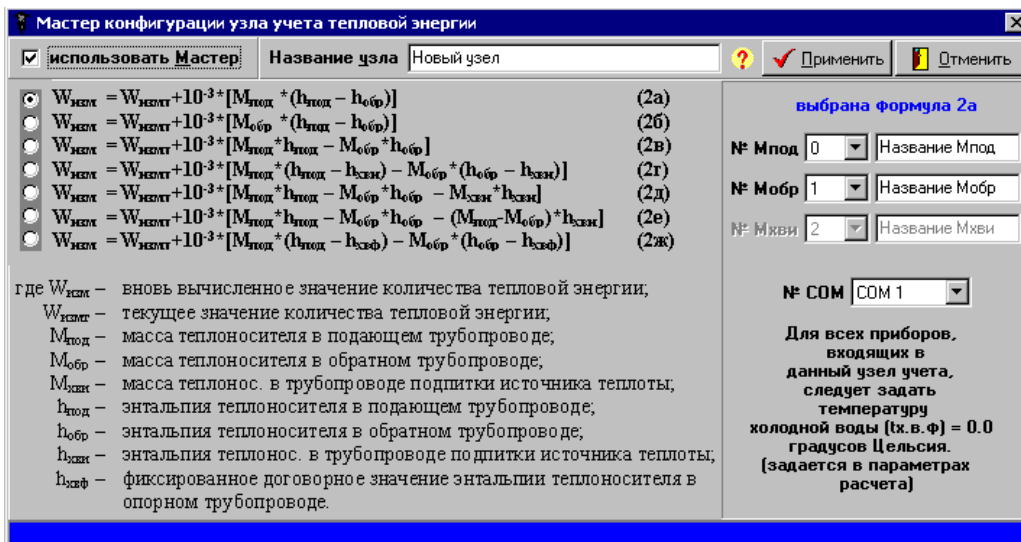 Мастер конфигурации узла учета тепловой энергии
использовать Мастер
Название узла Новый узел
? Применить Отменить
Wизм = Wизмт+10⁻³*[Mпод *(hпод – hобр)] (2а)
Wизм = Wизмт+10⁻³*[Mобр *(hпод – hобр)] (2б)
Wизм = Wизмт+10⁻³*[Mпод*hпод – Mобр*hобр] (2в)
Wизм = Wизмт+10⁻³*[Mпод*(hпод – hхви) – Mобр*(hобр – hхви)] (2г)
Wизм = Wизмт+10⁻³*[Mпод*hпод – Mобр*hобр – Mхви*hхви] (2д)
Wизм = Wизмт+10⁻³*[Mпод*hпод – Mобр*hобр – (Mпод-Mобр)*hхви] (2е)
Wизм = Wизмт+10⁻³*[Mпод*(hпод – hхвф) – Mобр*(hобр – hхвф)] (2ж)
где Wизм – вновь вычисленное значение количества тепловой энергии;
Wизмт – текущее значение количества тепловой энергии;
Mпод – масса теплоносителя в подающем трубопроводе;
Mобр – масса теплоносителя в обратном трубопроводе;
Mхви – масса теплонос. в трубопроводе подпитки источника теплоты;
hпод – энтальпия теплоносителя в подающем трубопроводе;
hобр – энтальпия теплоносителя в обратном трубопроводе;
hхви – энтальпия теплонос. в трубопроводе подпитки источника теплоты;
hхвф – фиксированное договорное значение энтальпии теплоносителя в
опорном трубопроводе.
выбрана формула 2а
№ Мпод 0 Название Мпод
№ Мобр 1 Название Мобр
№ Мхви 2 Название Мхви
№ COM COM 1
Для всех приборов,
входящих в
данный узел учета,
следует задать
температуру
холодной воды (tх.в.ф) = 0.0
градусов Цельсия.
(задается в параметрах
расчета)